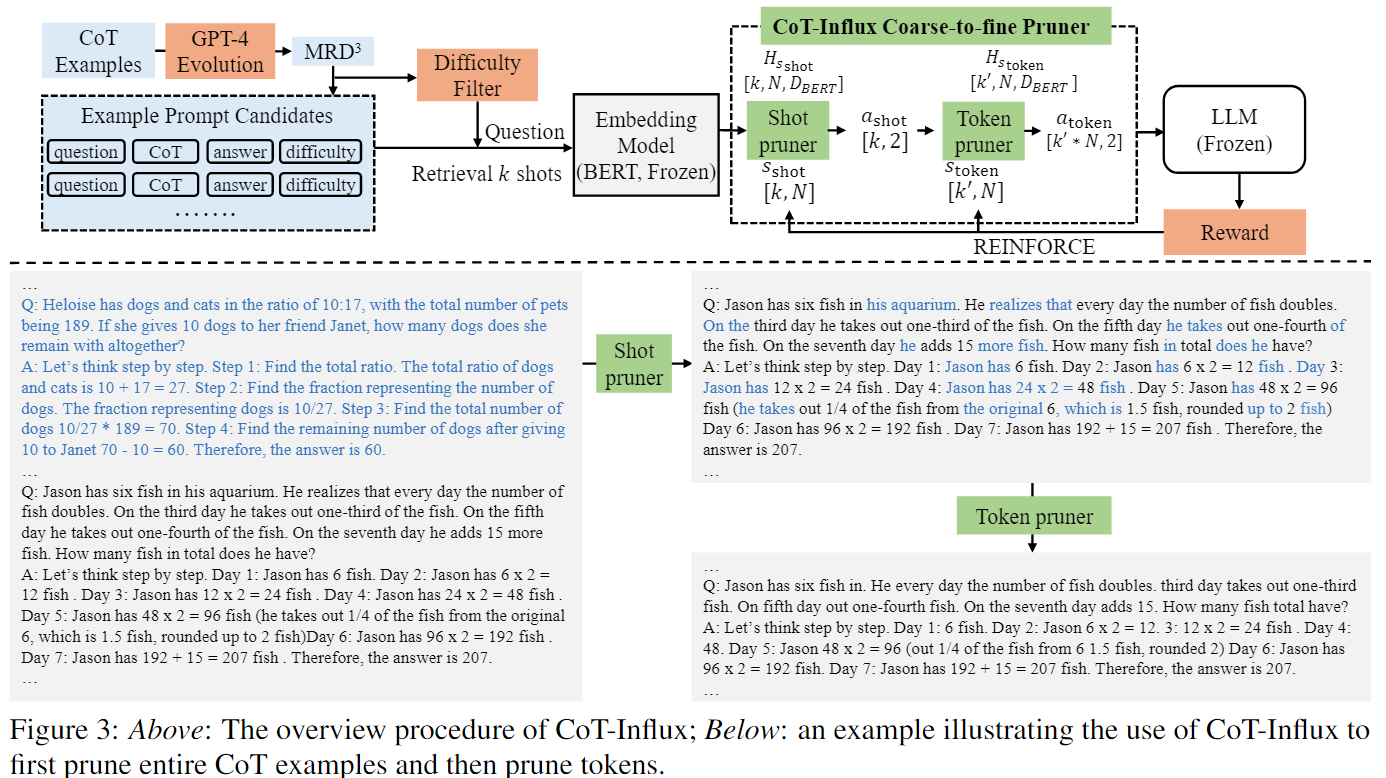 CoT Examples
GPT-4 Evolution
MRD³
Difficulty Filter
Example Prompt Candidates
question CoT answer difficulty
question CoT answer difficulty
.......
Question
Retrieval k shots
Embedding Model (BERT, Frozen)
CoT-Influx Coarse-to-fine Pruner
H_{s_shot}
[k, N, D_{BERT}]
Shot pruner
s_shot
[k, N]
a_shot
[k, 2]
H_{s_token}
[k′, N, D_{BERT}]
Token pruner
s_token
[k′, N]
a_token
[k′ * N, 2]
LLM (Frozen)
Reward
REINFORCE
…
Q: Heloise has dogs and cats in the ratio of 10:17, with the total number of pets
being 189. If she gives 10 dogs to her friend Janet, how many dogs does she
remain with altogether?
A: Let’s think step by step. Step 1: Find the total ratio. The total ratio of dogs
and cats is 10 + 17 = 27. Step 2: Find the fraction representing the number of
dogs. The fraction representing dogs is 10/27. Step 3: Find the total number of
dogs 10/27 * 189 = 70. Step 4: Find the remaining number of dogs after giving
10 to Janet 70 - 10 = 60. Therefore, the answer is 60.
…
Q: Jason has six fish in his aquarium. He realizes that every day the number of
fish doubles. On the third day he takes out one-third of the fish. On the fifth
day he takes out one-fourth of the fish. On the seventh day he adds 15 more
fish. How many fish in total does he have?
A: Let’s think step by step. Day 1: Jason has 6 fish. Day 2: Jason has 6 x 2 =
12 fish . Day 3: Jason has 12 x 2 = 24 fish . Day 4: Jason has 24 x 2 = 48 fish .
Day 5: Jason has 48 x 2 = 96 fish (he takes out 1/4 of the fish from the original
6, which is 1.5 fish, rounded up to 2 fish)Day 6: Jason has 96 x 2 = 192 fish .
Day 7: Jason has 192 + 15 = 207 fish . Therefore, the answer is 207.
…
Shot pruner
…
Q: Jason has six fish in his aquarium. He realizes that every day the number of fish doubles.
On the third day he takes out one-third of the fish. On the fifth day he takes out one-fourth of
the fish. On the seventh day he adds 15 more fish. How many fish in total does he have?
A: Let’s think step by step. Day 1: Jason has 6 fish. Day 2: Jason has 6 x 2 = 12 fish . Day 3:
Jason has 12 x 2 = 24 fish . Day 4: Jason has 24 x 2 = 48 fish . Day 5: Jason has 48 x 2 = 96
fish (he takes out 1/4 of the fish from the original 6, which is 1.5 fish, rounded up to 2 fish)
Day 6: Jason has 96 x 2 = 192 fish . Day 7: Jason has 192 + 15 = 207 fish . Therefore, the
answer is 207.
…
Token pruner
…
Q: Jason has six fish in. He every day the number of fish doubles. third day takes out one-third
fish. On fifth day out one-fourth fish. On the seventh day adds 15. How many fish total have?
A: Let’s think step by step. Day 1: 6 fish. Day 2: Jason 6 x 2 = 12. 3: 12 x 2 = 24 fish . Day 4:
48. Day 5: Jason 48 x 2 = 96 (out 1/4 of the fish from 6 1.5 fish, rounded 2) Day 6: Jason has
96 x 2 = 192 fish. Day 7: Jason has 192 + 15 = 207 fish. Therefore, the answer is 207.
…
Figure 3: Above: The overview procedure of CoT-Influx; Below: an example illustrating the use of CoT-Influx to
first prune entire CoT examples and then prune tokens.